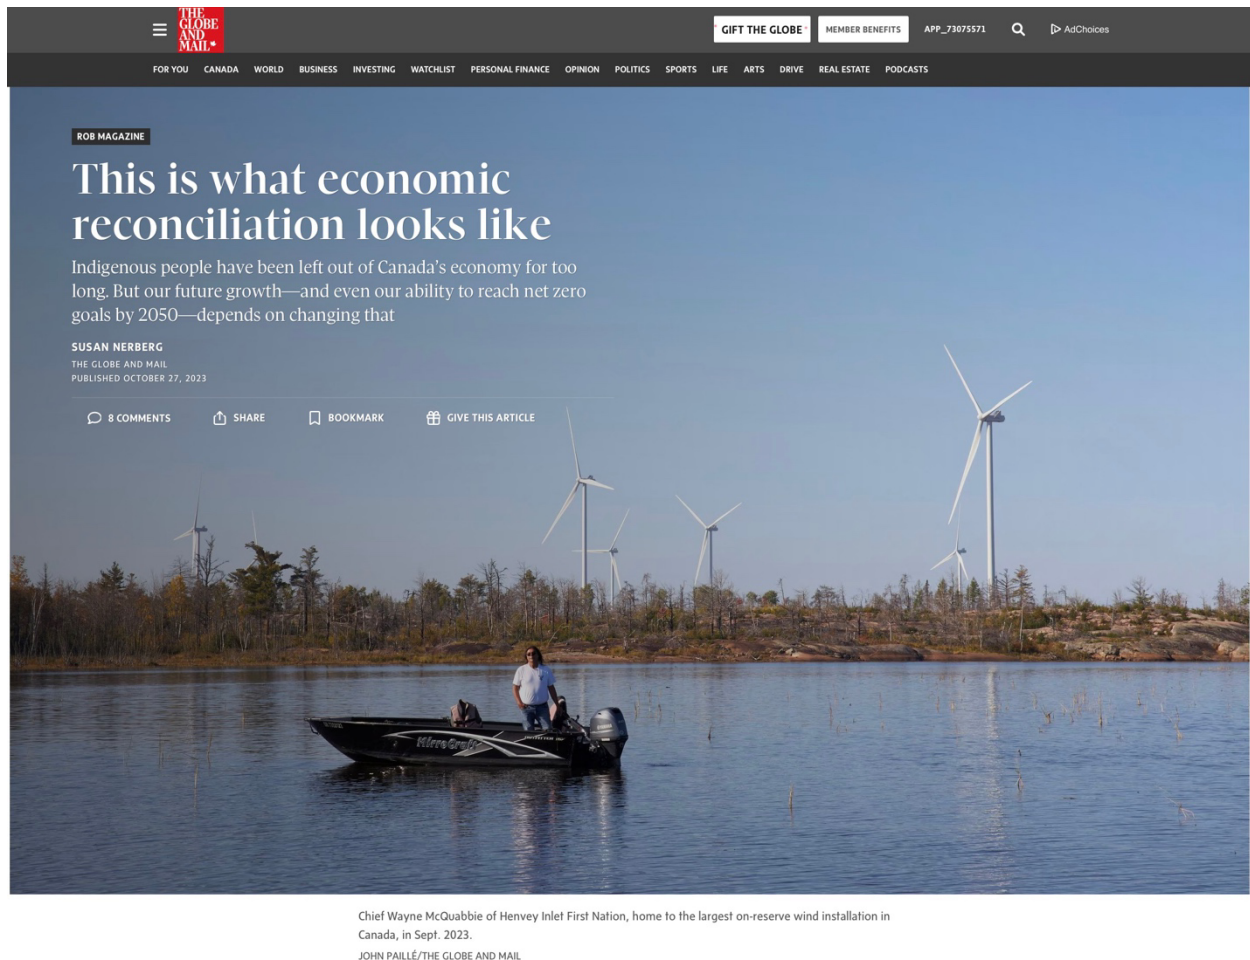 THE
GLOBE
AND
MAIL
GIFT THE GLOBE
MEMBER BENEFITS
APP_73075571
AdChoices
FOR YOU CANADA WORLD BUSINESS INVESTING WATCHLIST PERSONAL FINANCE OPINION POLITICS SPORTS LIFE ARTS DRIVE REAL ESTATE PODCASTS
ROB MAGAZINE
This is what economic
reconciliation looks like
Indigenous people have been left out of Canada's economy for too
long. But our future growth—and even our ability to reach net zero
goals by 2050—depends on changing that
SUSAN NERBERG
THE GLOBE AND MAIL
PUBLISHED OCTOBER 27, 2023
8 COMMENTS SHARE BOOKMARK GIVE THIS ARTICLE
MirroCraft
Chief Wayne McQuabbie of Henvey Inlet First Nation, home to the largest on-reserve wind installation in
Canada, in Sept. 2023.
JOHN PAILLÉ/THE GLOBE AND MAIL